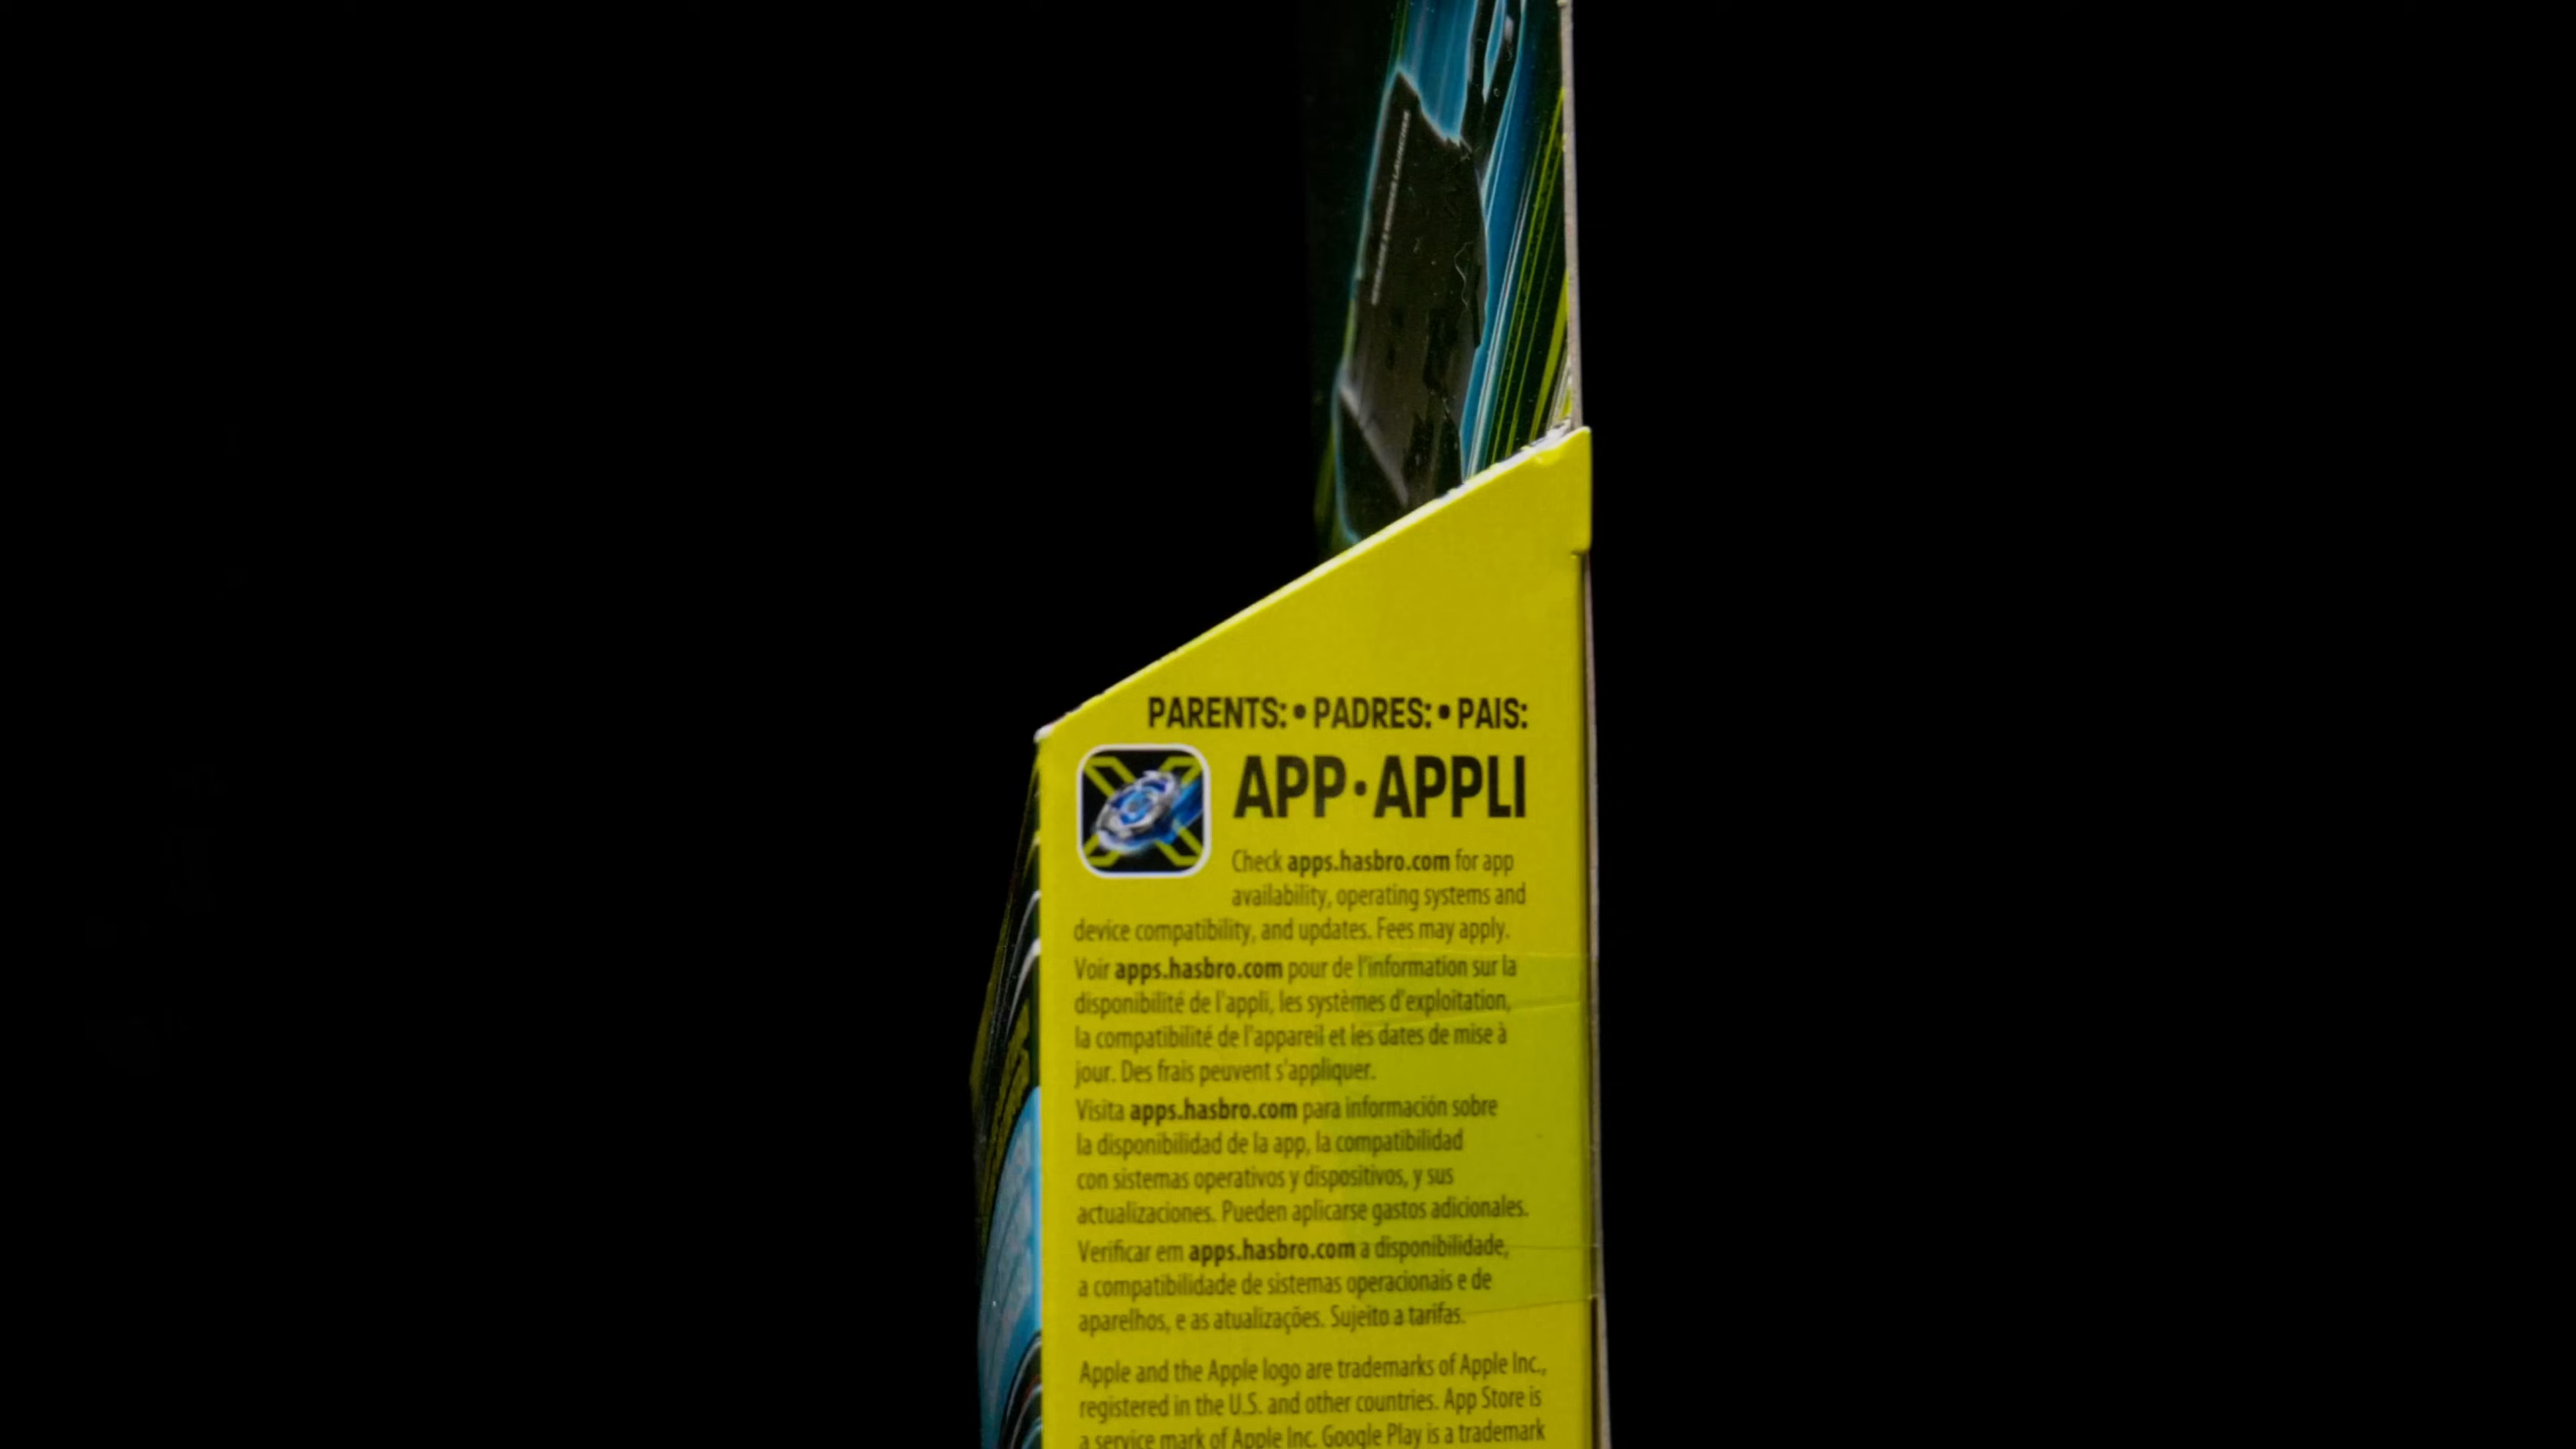 PARENTS: • PADRES: • PAIS:
APP • APPLI
Check apps.hasbro.com for app
availability, operating systems and
device compatibility, and updates. Fees may apply.
Voir apps.hasbro.com pour de l'information sur la
disponibilité de l'appli, les systèmes d'exploitation,
la compatibilité de l'appareil et les dates de mise à
jour. Des frais peuvent s'appliquer.
Visita apps.hasbro.com para información sobre
la disponibilidad de la app, la compatibilidad
con sistemas operativos y dispositivos, y sus
actualizaciones. Pueden aplicarse gastos adicionales.
Verificar em apps.hasbro.com a disponibilidade,
a compatibilidade de sistemas operacionais e de
aparelhos, e as atualizações. Sujeito a tarifas.
Apple and the Apple logo are trademarks of Apple Inc.,
registered in the U.S. and other countries. App Store is
a service mark of Apple Inc. Google Play is a trademark